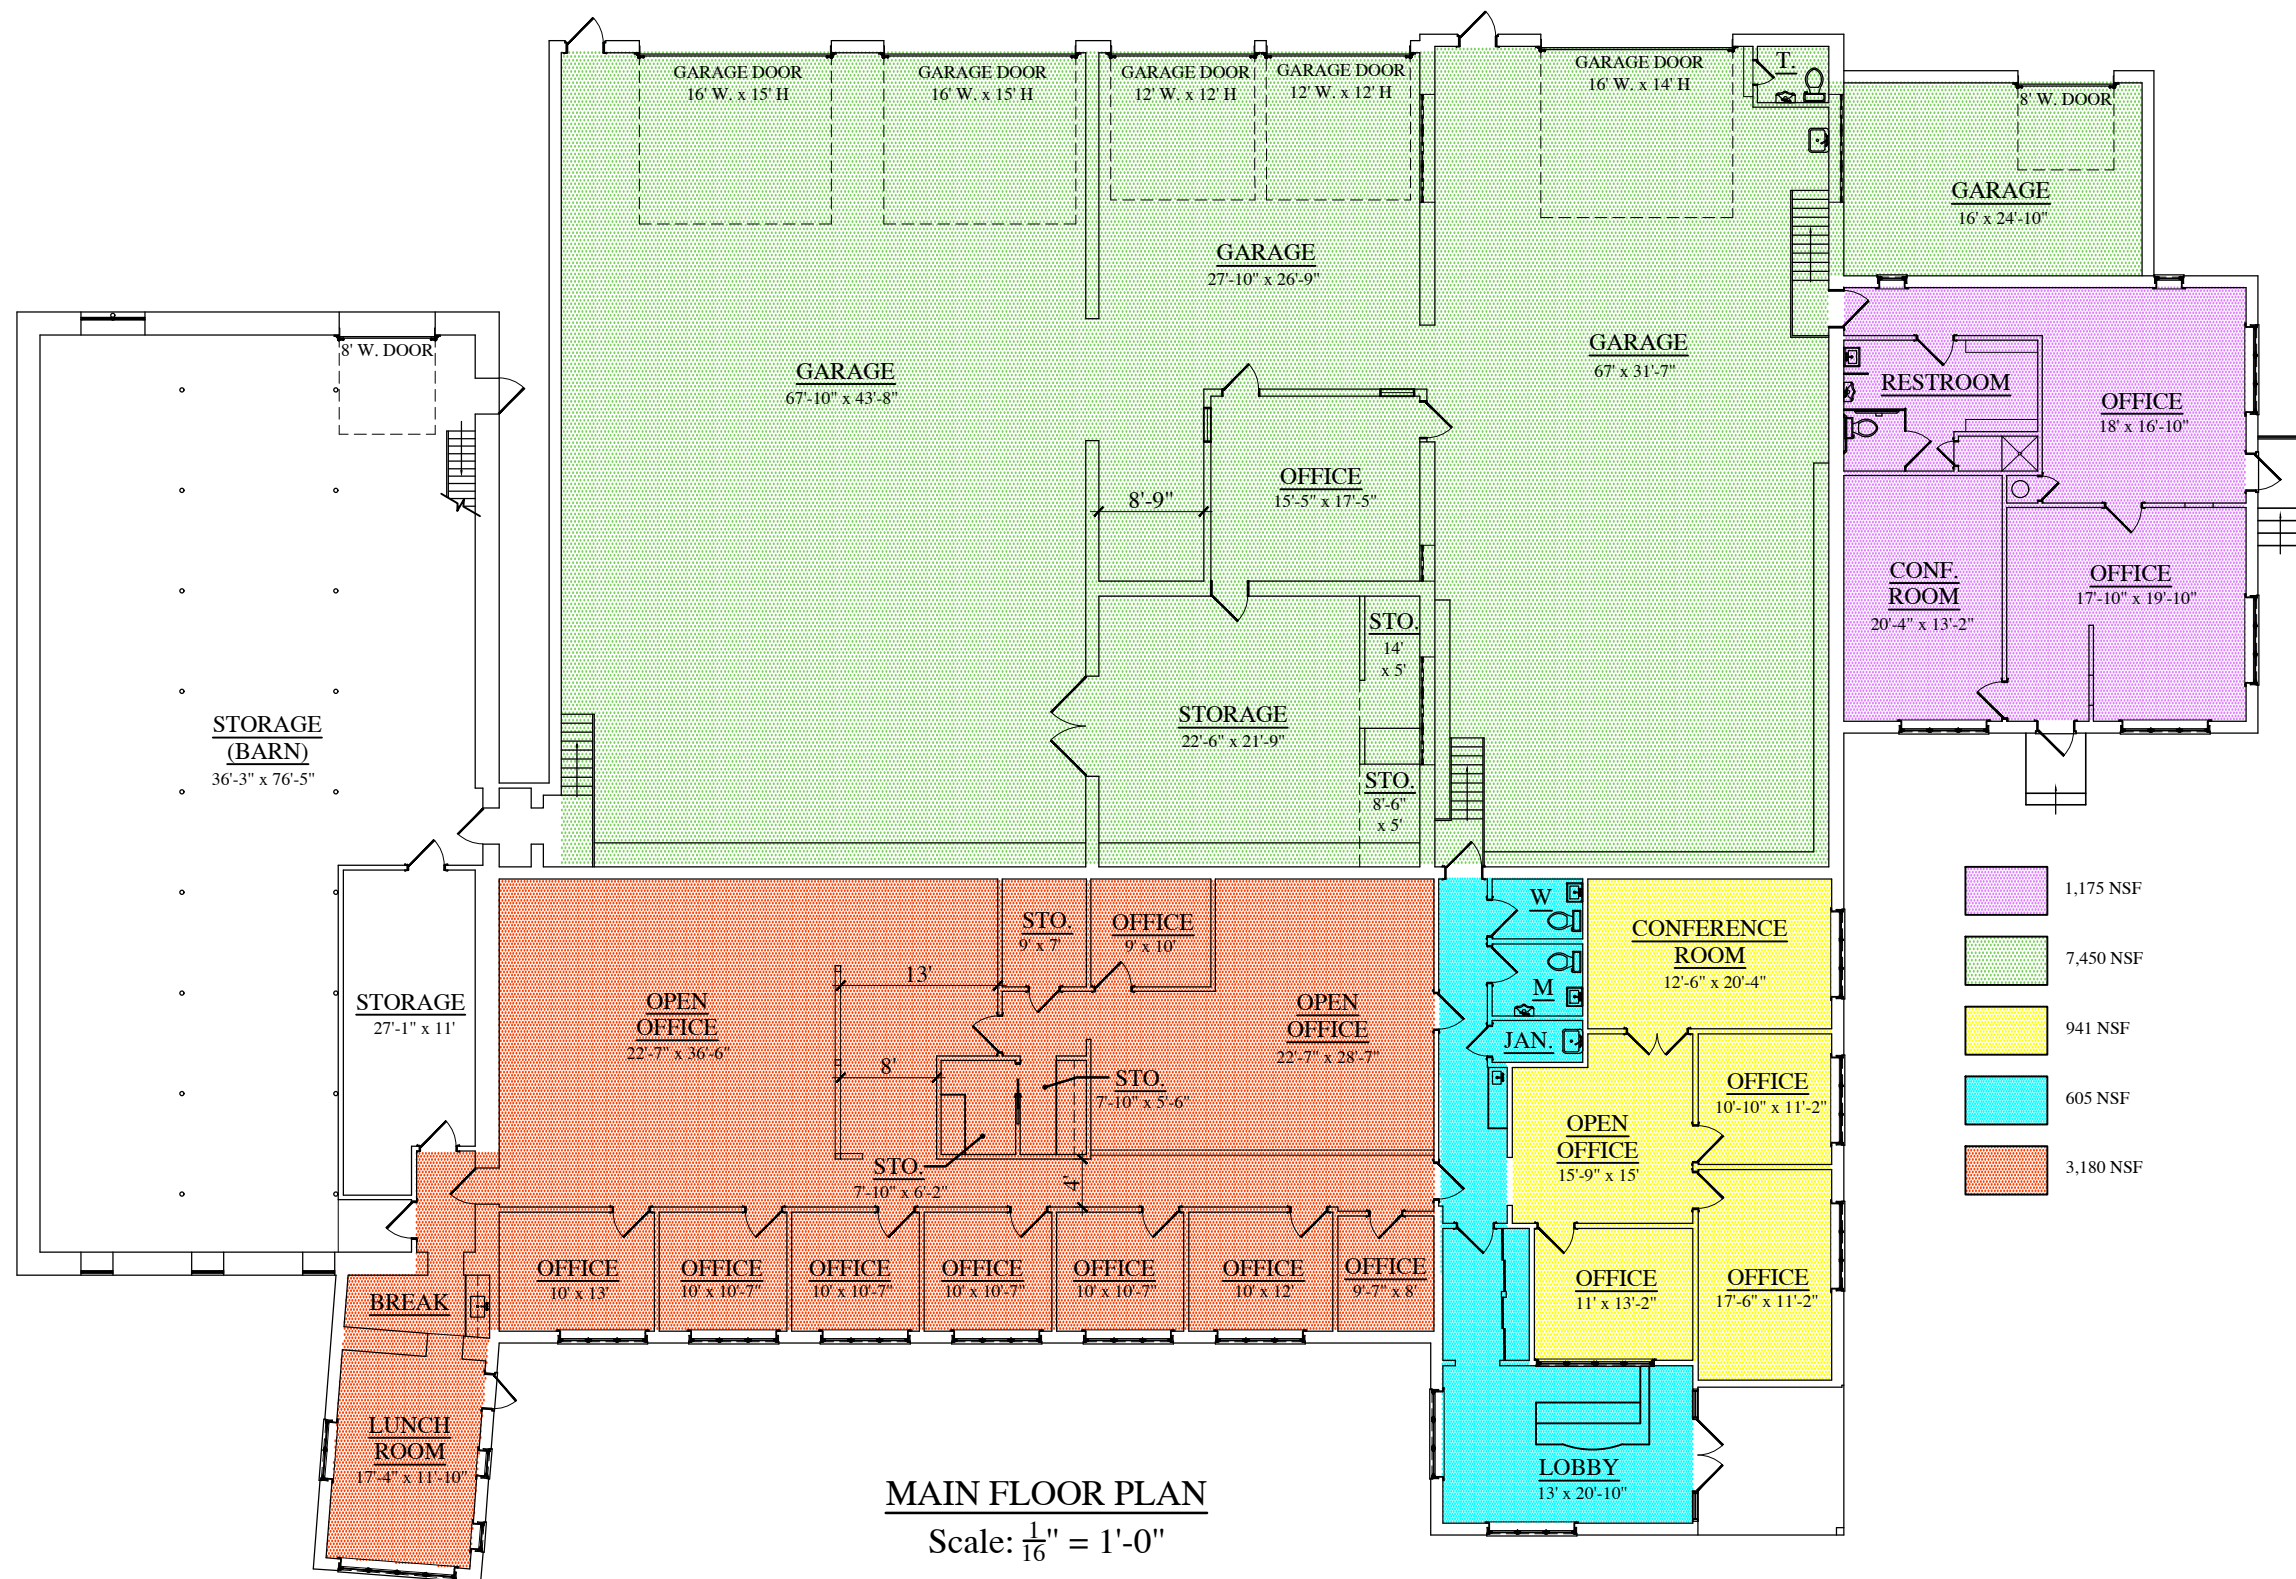 GARAGE DOOR
16' W. x 15' H
GARAGE DOOR
16' W. x 15' H
GARAGE DOOR
12' W. x 12' H
GARAGE DOOR
12' W. x 12' H
GARAGE DOOR
16' W. x 14' H
T.
8' W. DOOR
GARAGE
16' x 24'-10"
GARAGE
27'-10" x 26'-9"
GARAGE
67'-10" x 43'-8"
GARAGE
67' x 31'-7"
8' W. DOOR
RESTROOM
OFFICE
18' x 16'-10"
OFFICE
15'-5" x 17'-5"
8'-9"
CONF.
ROOM
20'-4" x 13'-2"
OFFICE
17'-10" x 19'-10"
STO.
14'
x 5'
STORAGE
22'-6" x 21'-9"
STO.
8'-6"
x 5'
STORAGE
(BARN)
36'-3" x 76'-5"
STORAGE
27'-1" x 11'
OPEN
OFFICE
22'-7" x 36'-6"
13'
8'
STO.
9' x 7'
OFFICE
9' x 10'
OPEN
OFFICE
22'-7" x 28'-7"
STO.
7'-10" x 5'-6"
STO.
7'-10" x 6'-2"
4'
W
M
JAN.
CONFERENCE
ROOM
12'-6" x 20'-4"
OFFICE
10'-10" x 11'-2"
OPEN
OFFICE
15'-9" x 15'
OFFICE
11' x 13'-2"
OFFICE
17'-6" x 11'-2"
1,175 NSF
7,450 NSF
941 NSF
605 NSF
3,180 NSF
OFFICE
10' x 13'
OFFICE
10' x 10'-7"
OFFICE
10' x 10'-7"
OFFICE
10' x 10'-7"
OFFICE
10' x 10'-7"
OFFICE
10' x 12'
OFFICE
9'-7" x 8'
BREAK
LUNCH
ROOM
17'-4" x 11'-10"
LOBBY
13' x 20'-10"
MAIN FLOOR PLAN
Scale: 1/16" = 1'-0"